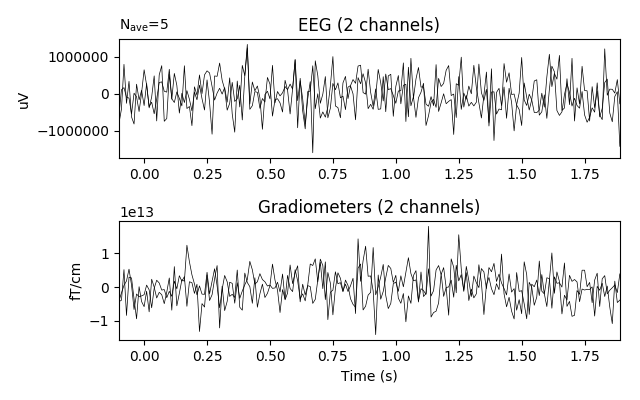 Nave=5
EEG (2 channels)
1000000
0
−1000000
uV
0.00 0.25 0.50 0.75 1.00 1.25 1.50 1.75
1e13
Gradiometers (2 channels)
1
0
−1
fT/cm
0.00 0.25 0.50 0.75 1.00 1.25 1.50 1.75
Time (s)